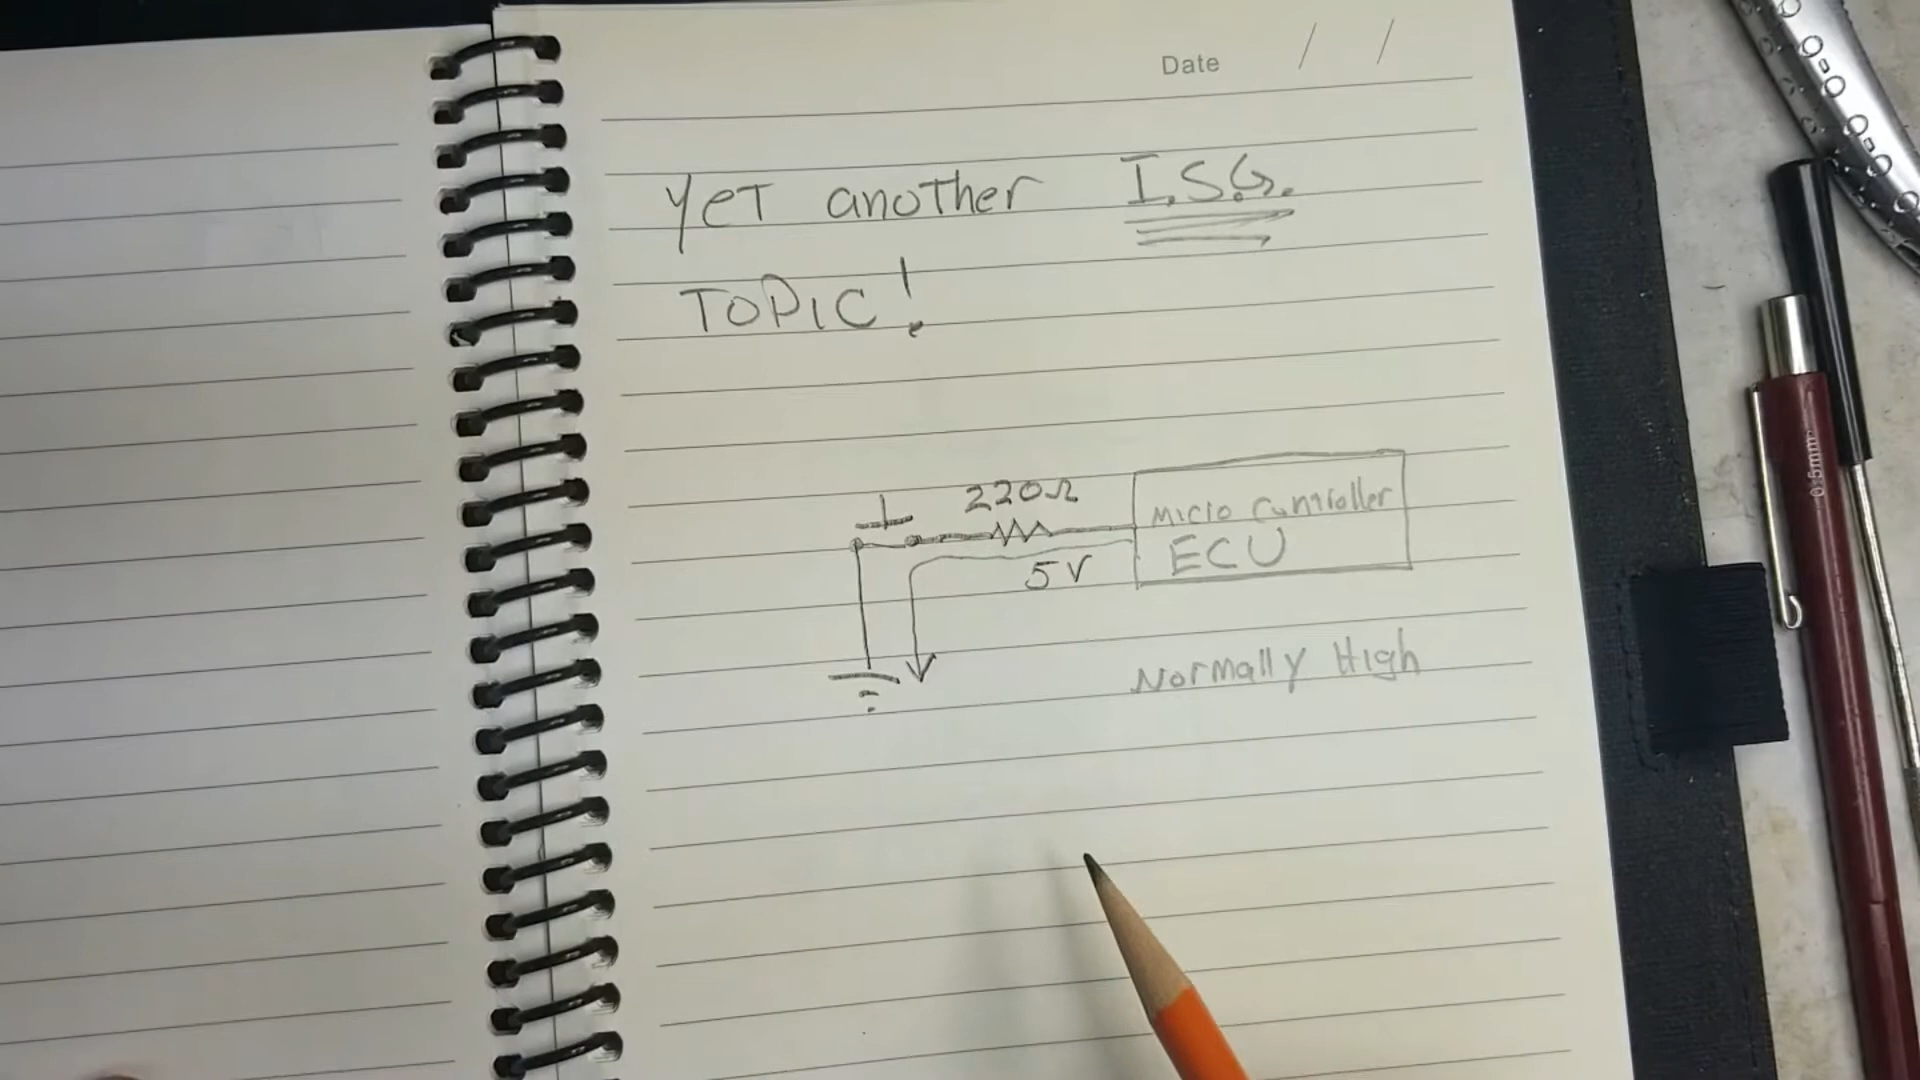 Date / /
Yet another I.S.G.
TOPIC!
220Ω
Micro controller
ECU
5V
Normally High
0.5mm